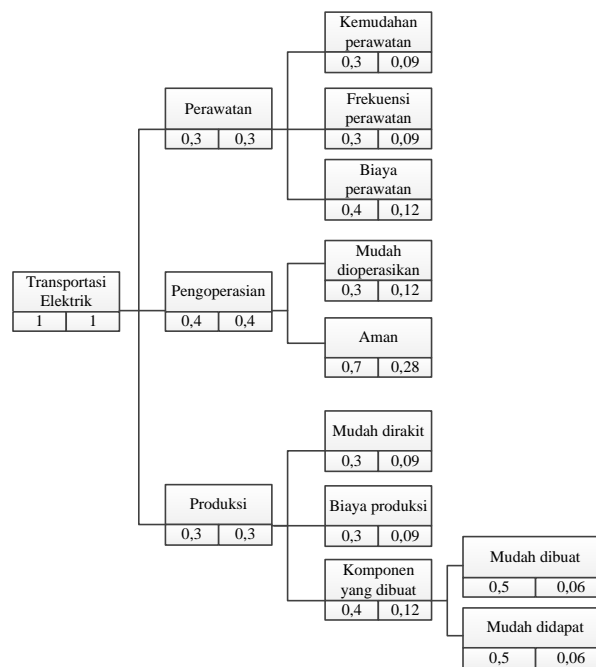 Kemudahan
perawatan
0,3 0,09
Perawatan
0,3 0,3
Frekuensi
perawatan
0,3 0,09
Biaya
perawatan
0,4 0,12
Transportasi
Elektrik
1 1
Pengoperasian
0,4 0,4
Mudah
dioperasikan
0,3 0,12
Aman
0,7 0,28
Mudah dirakit
0,3 0,09
Produksi
0,3 0,3
Biaya produksi
0,3 0,09
Komponen
yang dibuat
0,4 0,12
Mudah dibuat
0,5 0,06
Mudah didapat
0,5 0,06